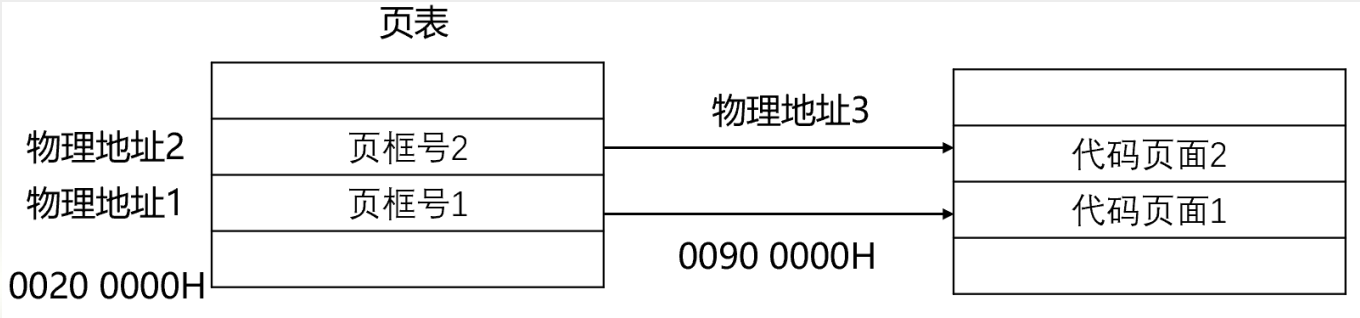 页表
物理地址3
物理地址2
页框号2
代码页面2
物理地址1
页框号1
代码页面1
0090 0000H
0020 0000H